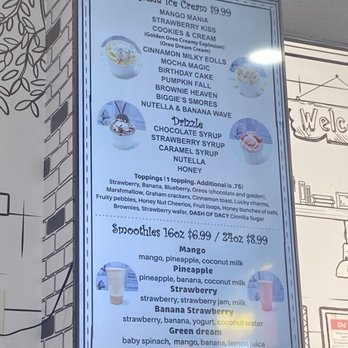 Ice Cream $9.99
MANGO MANIA
STRAWBERRY KISS
COOKIES & CREAM
(Golden Oreo Creamy Explosion)
(Oreo Dream Cream)
CINNAMON MILKY EOLLS
MOCHA MAGIC
BIRTHDAY CAKE
PUMPKIN FALL
BROWNIE HEAVEN
BIGGIE'S SMORES
NUTELLA & BANANA WAVE
Drizzle
CHOCOLATE SYRUP
STRAWBERRY SYRUP
CARAMEL SYRUP
NUTELLA
HONEY
Toppings (1 topping. Additional is .75)
Strawberry, Banana, Blueberry, Oreos (chocolate and golden),
Marshmallow, Graham crackers, Cinnamon toast, Lucky charms,
Fruity pebbles, Honey Nut Cheerios, Fruit loops, Honey bunches of oats,
Brownies, Strawberry wafer, DASH OF DACY Cinnilla Sugar
Smoothies 16oz $6.99 / 24oz $8.99
Mango
mango, pineapple, coconut milk
Pineapple
pineapple, banana, coconut milk
Strawberry
strawberry, strawberry jam, milk
Banana Strawberry
strawberry, banana, yogurt, coconut water
Green dream
baby spinach, mango, banana, lemon juice
Welco